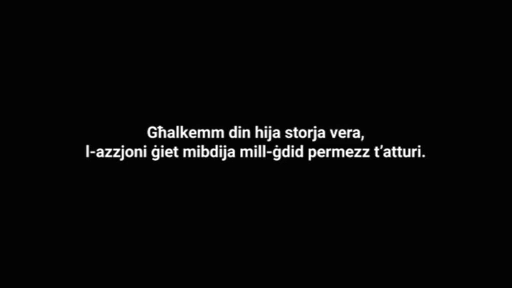 Għalkemm din hija storja vera,
l-azzjoni ġiet mibdija mill-ġdid permezz t'atturi.